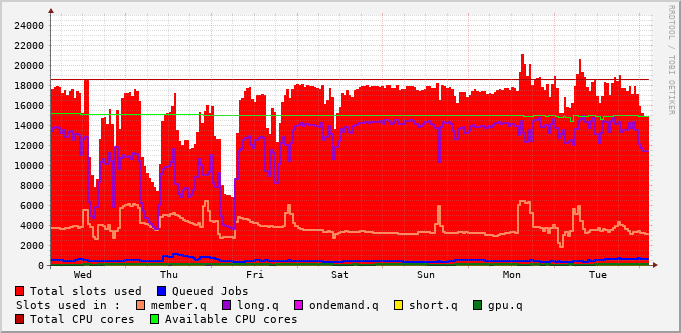 24000
22000
20000
18000
16000
14000
12000
10000
8000
6000
4000
2000
0
Wed Thu Fri Sat Sun Mon Tue
RRDTOOL / TOBI OETIKER
Total slots used Queued Jobs
Slots used in : member.q long.q ondemand.q short.q gpu.q
Total CPU cores Available CPU cores